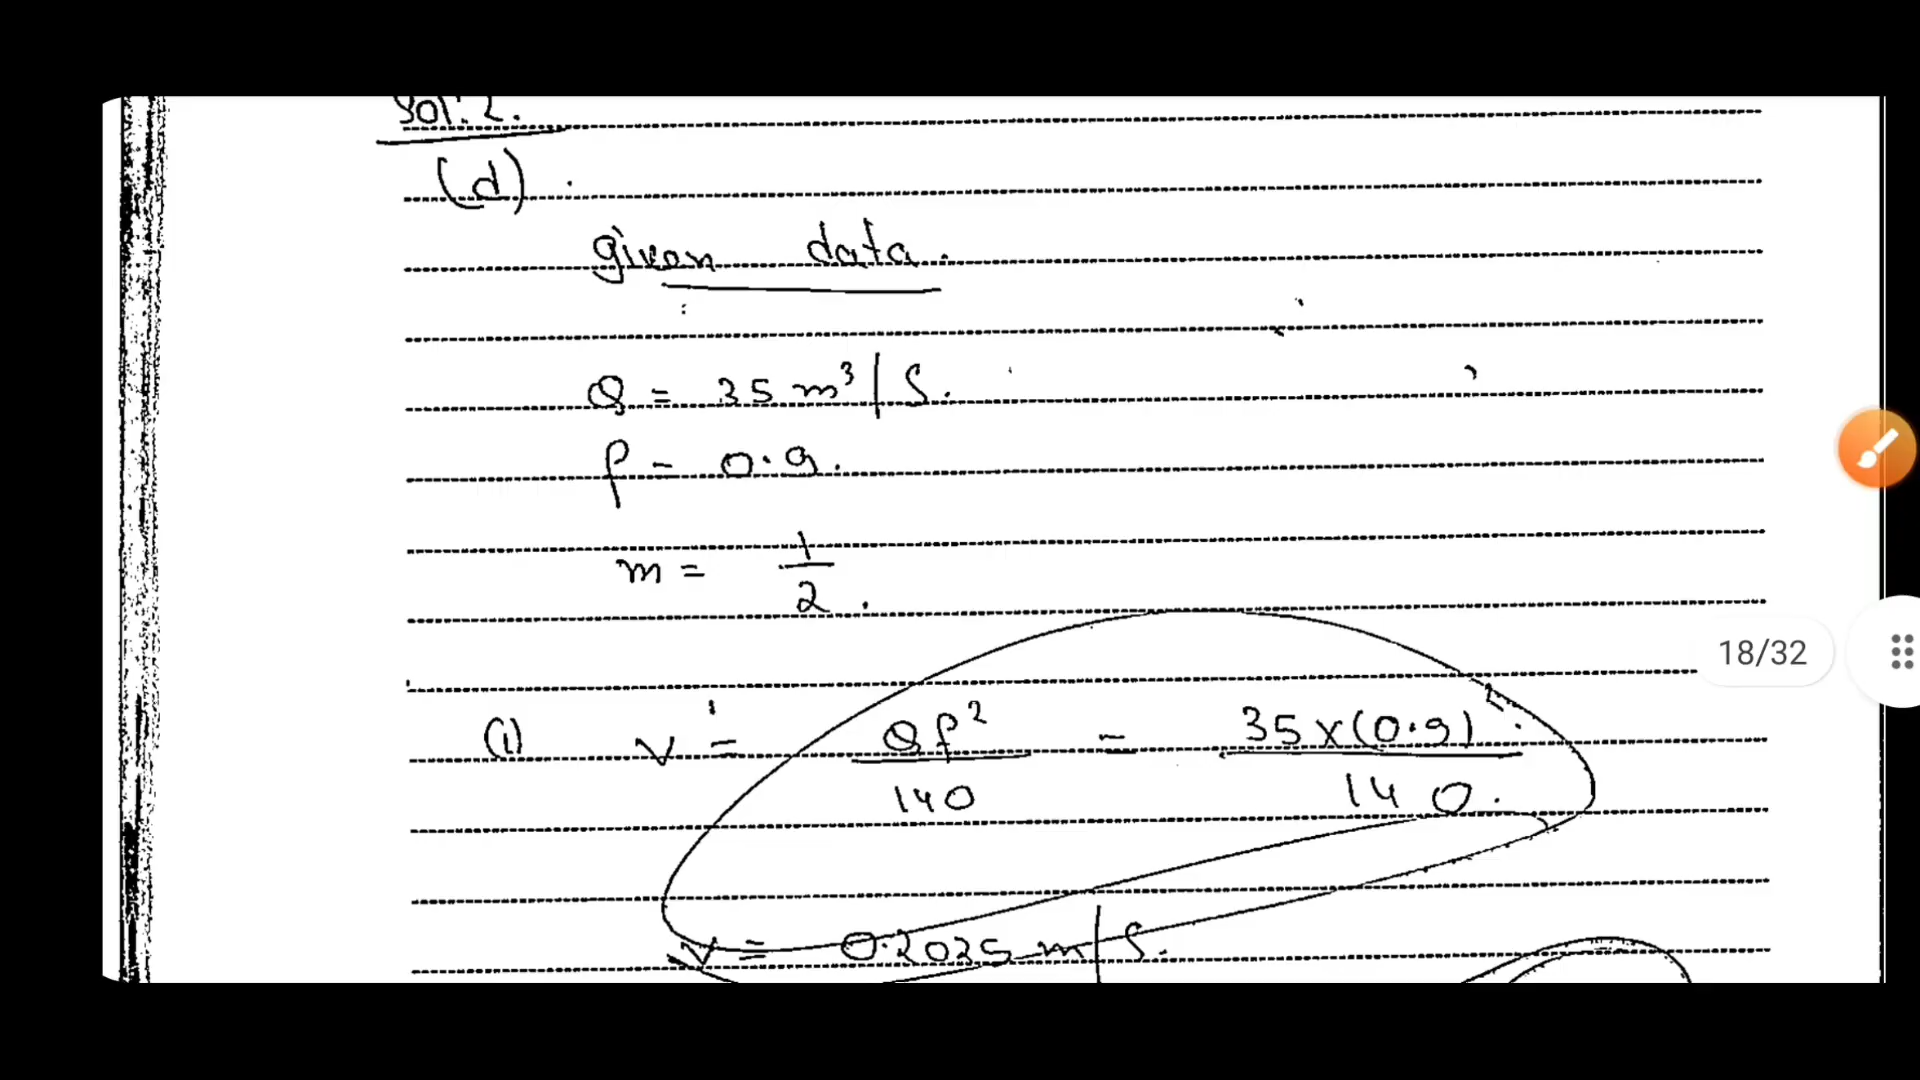 Sol: 2.
(d).
given data.
Q = 35 m³/s.
f = 0.9.
m = 1/2.
18/32
(i) V = Qf²/140 = 35×(0.9)²/140.
V = 0.2025 m/s.